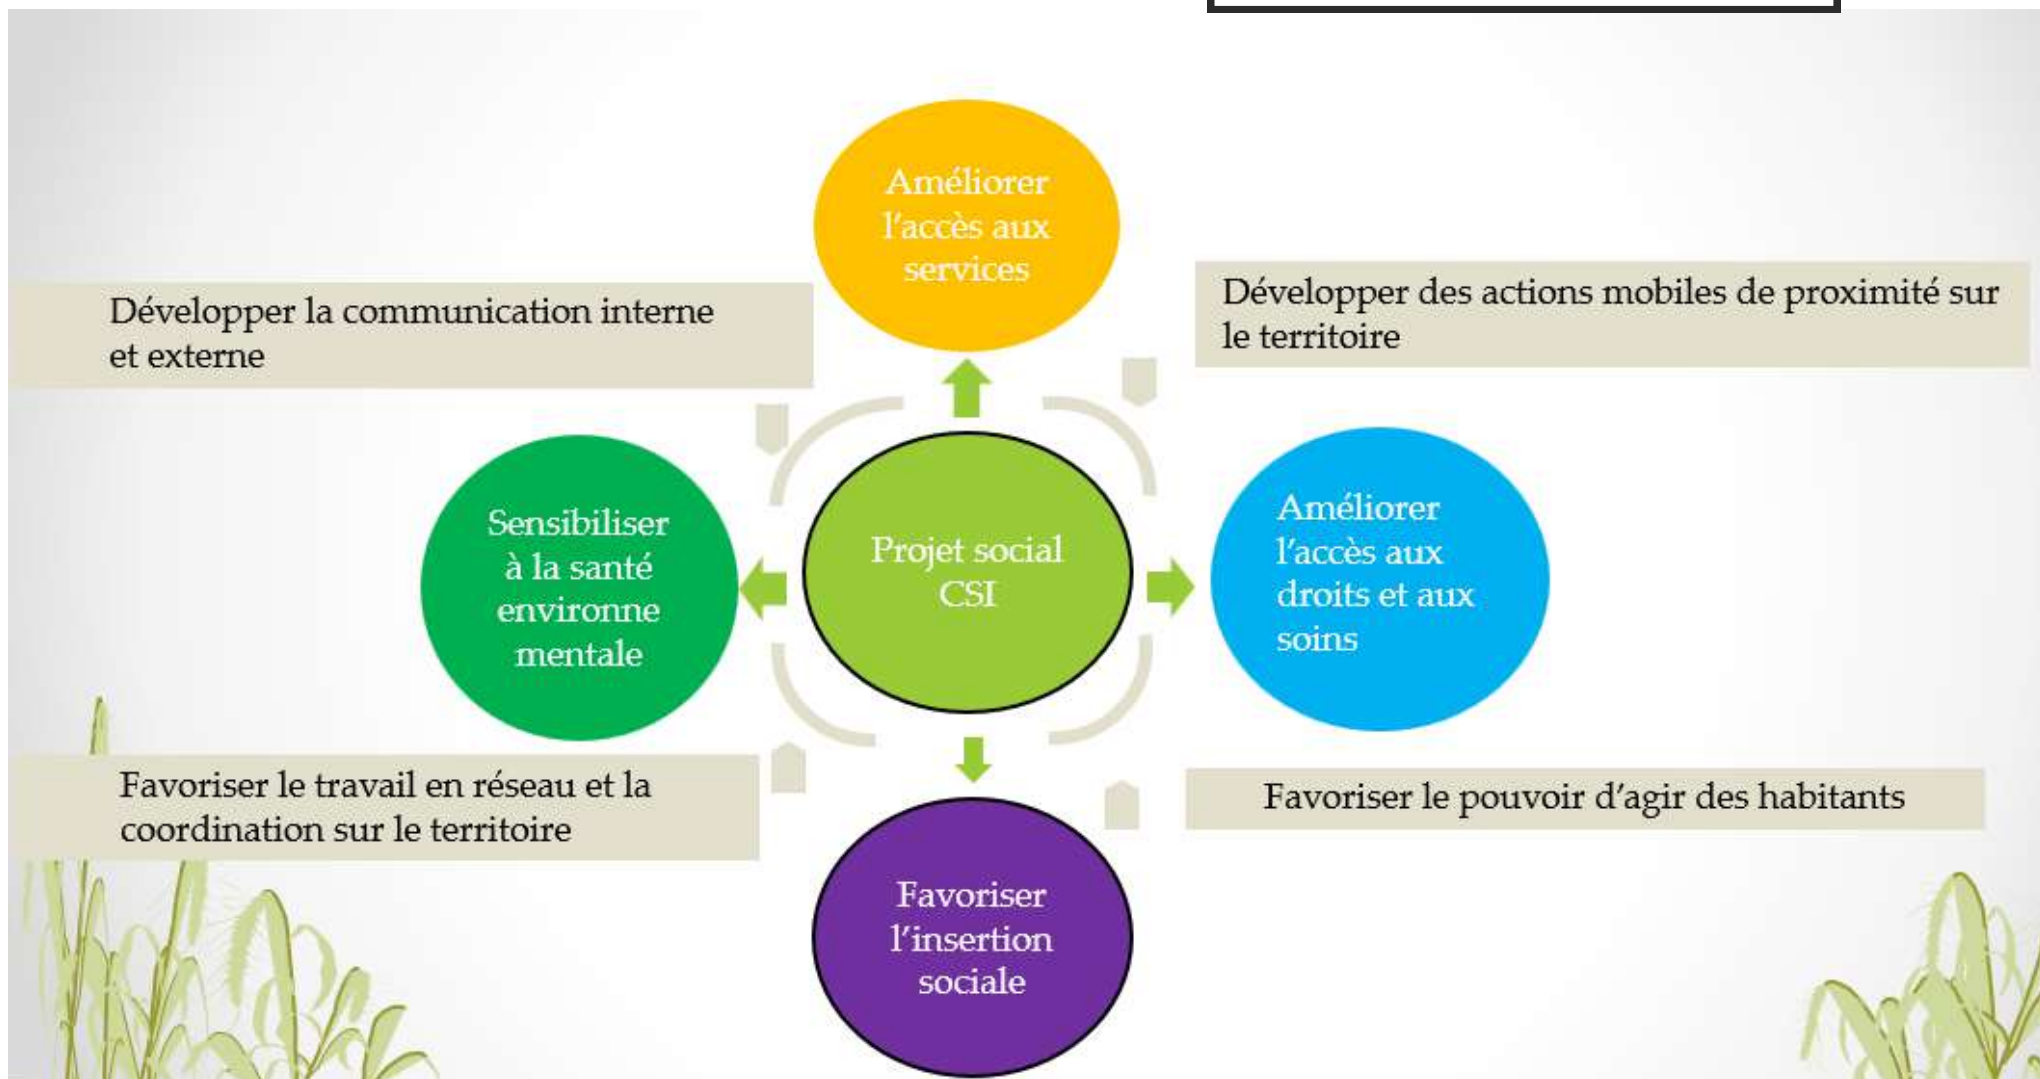 Améliorer
l'accès aux
services
Développer la communication interne
et externe
Développer des actions mobiles de proximité sur
le territoire
Sensibiliser
à la santé
environne
mentale
Projet social
CSI
Améliorer
l'accès aux
droits et aux
soins
Favoriser le travail en réseau et la
coordination sur le territoire
Favoriser le pouvoir d'agir des habitants
Favoriser
l'insertion
sociale